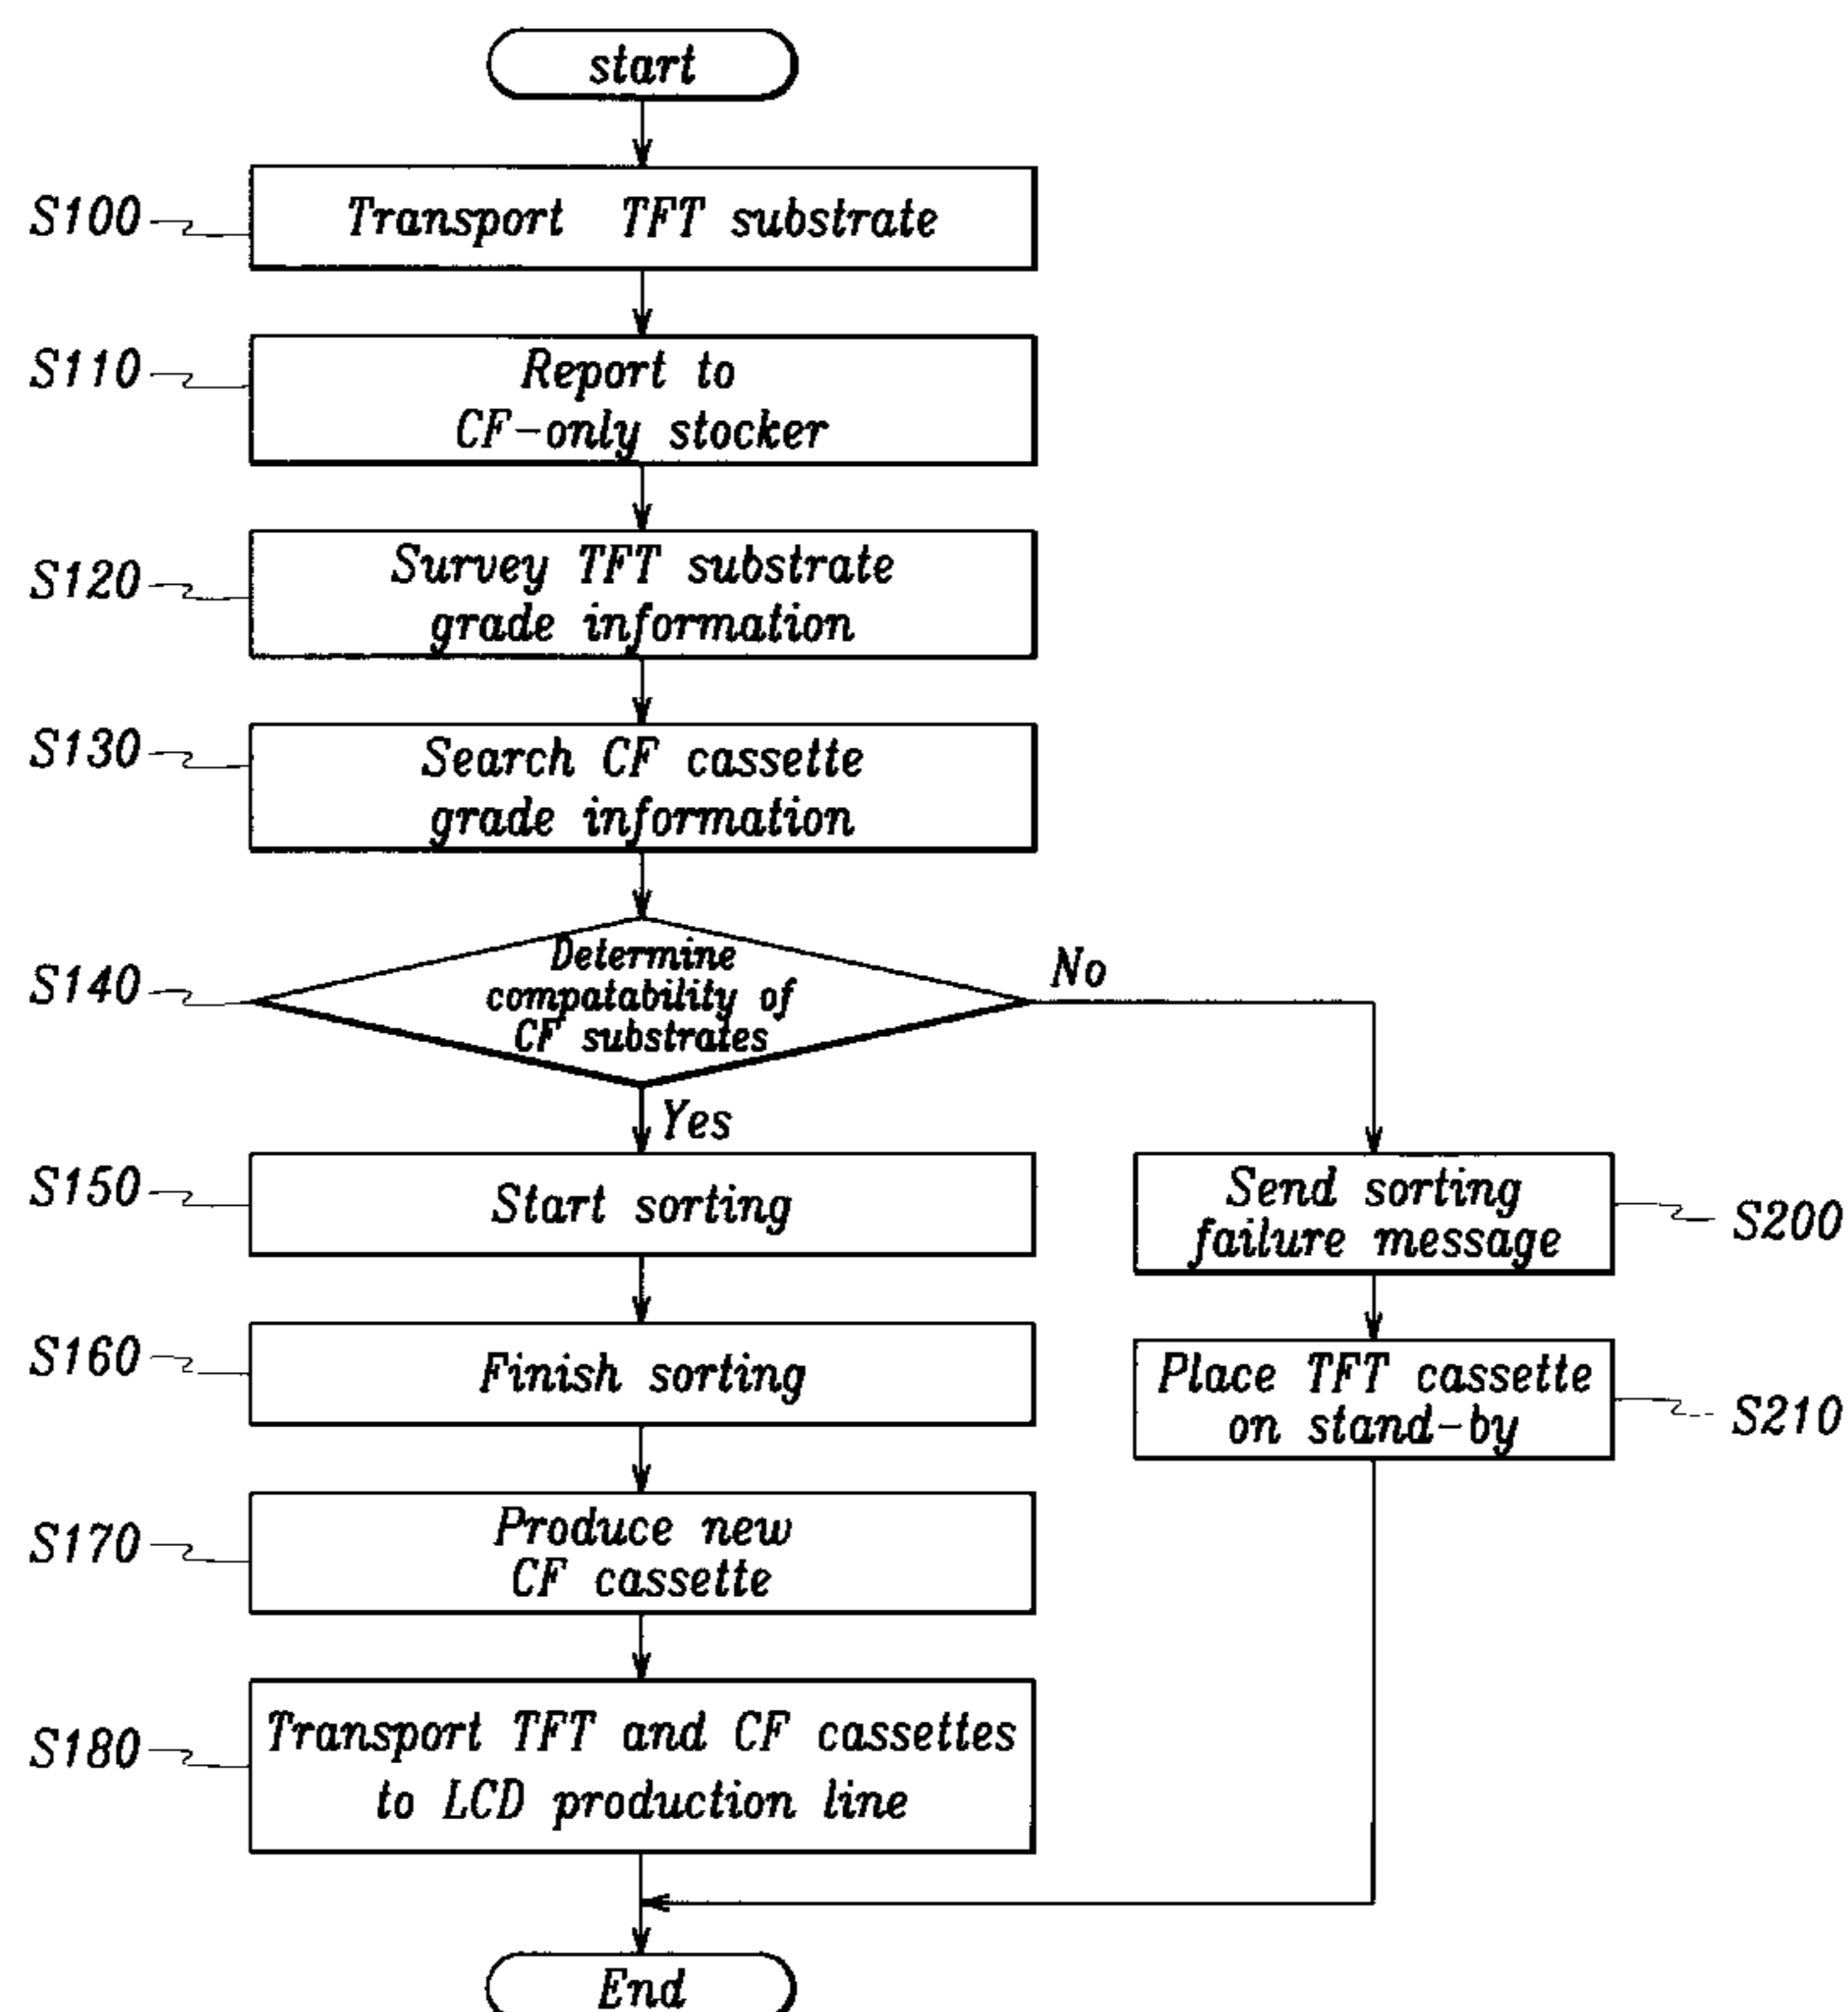 start
S100
Transport TFT substrate
S110
Report to
CF-only stocker
S120
Survey TFT substrate
grade information
S130
Search CF cassette
grade information
S140
Determine
compatability of
CF substrates
No
Yes
S150
Start sorting
Send sorting
failure message
S200
S160
Finish sorting
Place TFT cassette
on stand-by
S210
S170
Produce new
CF cassette
S180
Transport TFT and CF cassettes
to LCD production line
End